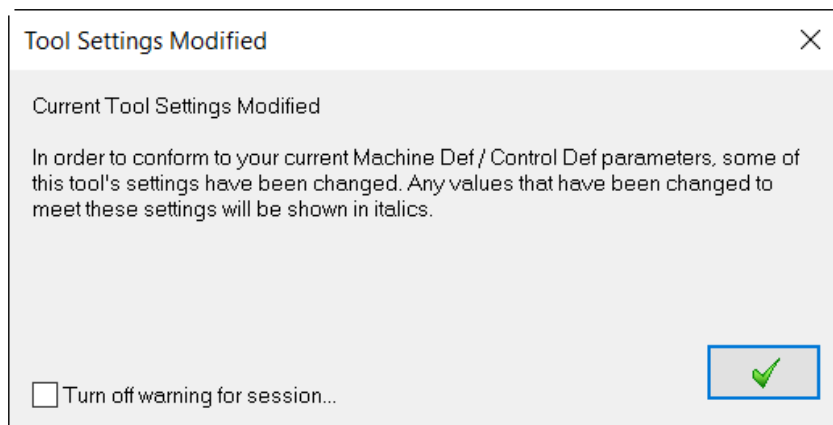 Tool Settings Modified
Current Tool Settings Modified
In order to conform to your current Machine Def / Control Def parameters, some of
this tool's settings have been changed. Any values that have been changed to
meet these settings will be shown in italics.
Turn off warning for session...